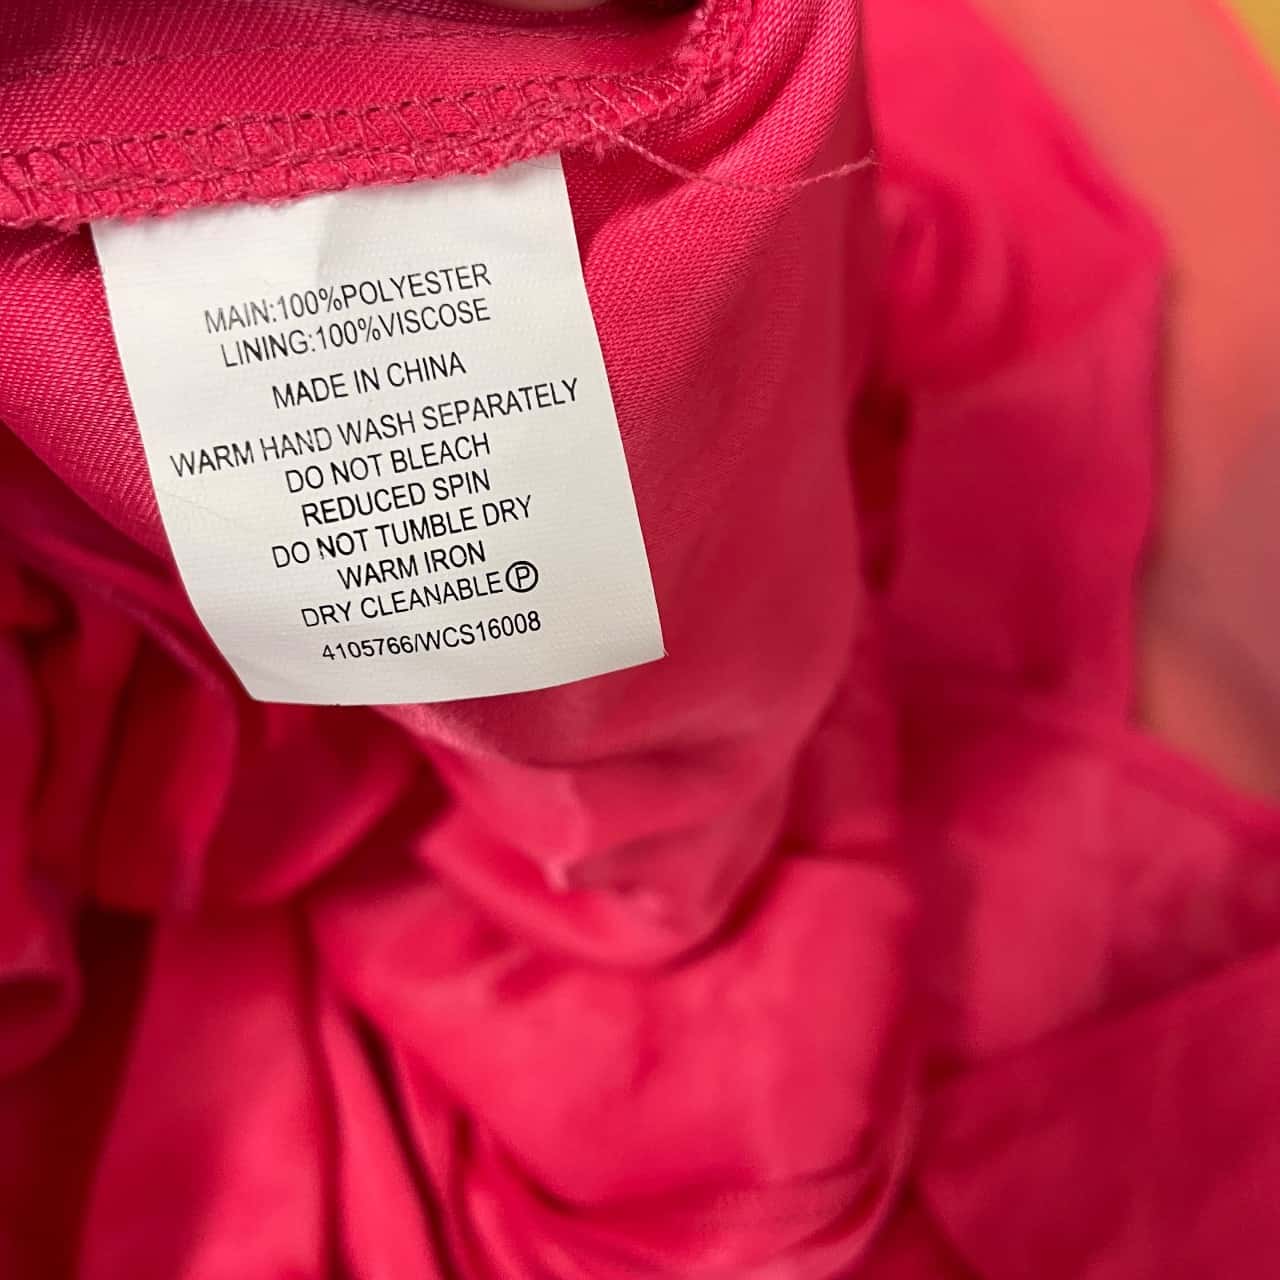 MAIN:100%POLYESTER
LINING:100%VISCOSE
MADE IN CHINA
WARM HAND WASH SEPARATELY
DO NOT BLEACH
REDUCED SPIN
DO NOT TUMBLE DRY
WARM IRON
DRY CLEANABLE Ⓟ
4105766/WCS16008